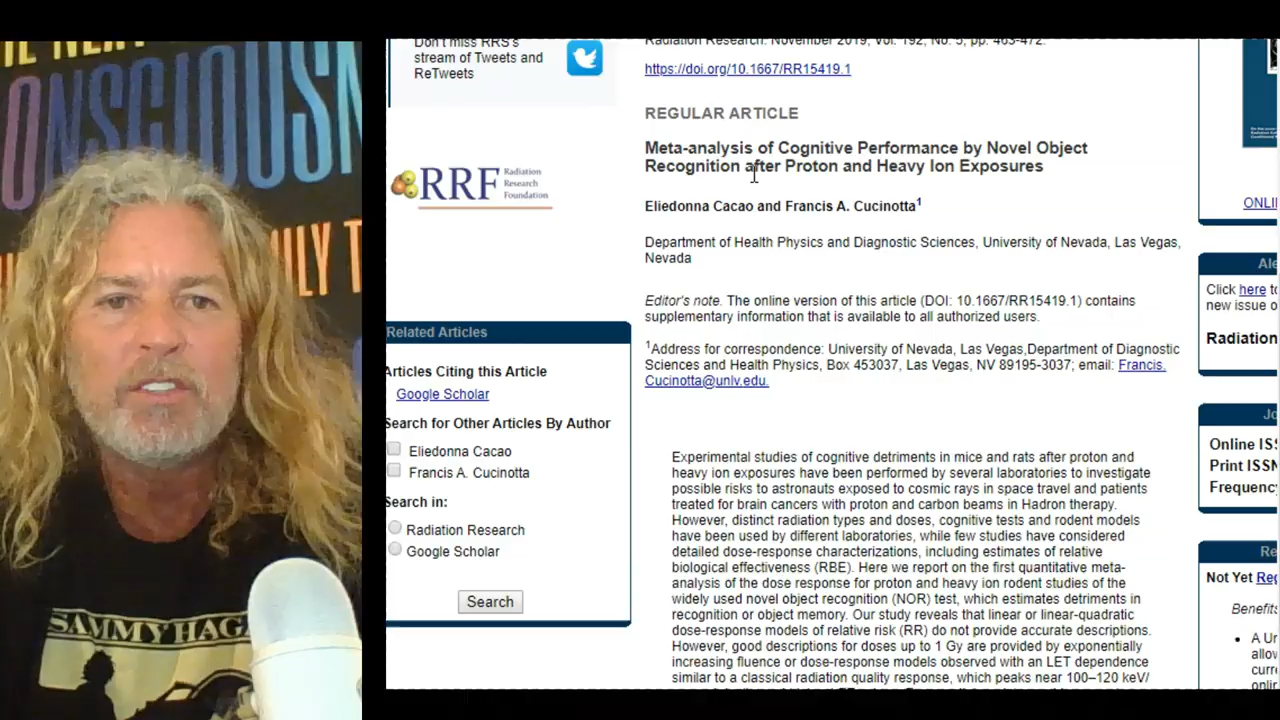 THE NEX
CONSCIOUSN
ILY T
SAMMY HAG
Don't miss RRS's
stream of Tweets and
ReTweets
RRF
Radiation
Research
Foundation
Related Articles
Articles Citing this Article
Google Scholar
Search for Other Articles By Author
Eliedonna Cacao
Francis A. Cucinotta
Search in:
Radiation Research
Google Scholar
Search
Radiation Research: November 2019, Vol. 192, No. 5, pp. 463-472.
https://doi.org/10.1667/RR15419.1
REGULAR ARTICLE
Meta-analysis of Cognitive Performance by Novel Object
Recognition after Proton and Heavy Ion Exposures
Eliedonna Cacao and Francis A. Cucinotta1
Department of Health Physics and Diagnostic Sciences, University of Nevada, Las Vegas,
Nevada
Editor's note. The online version of this article (DOI: 10.1667/RR15419.1) contains
supplementary information that is available to all authorized users.
1Address for correspondence: University of Nevada, Las Vegas,Department of Diagnostic
Sciences and Health Physics, Box 453037, Las Vegas, NV 89195-3037; email: Francis.
Cucinotta@unlv.edu.
Experimental studies of cognitive detriments in mice and rats after proton and
heavy ion exposures have been performed by several laboratories to investigate
possible risks to astronauts exposed to cosmic rays in space travel and patients
treated for brain cancers with proton and carbon beams in Hadron therapy.
However, distinct radiation types and doses, cognitive tests and rodent models
have been used by different laboratories, while few studies have considered
detailed dose-response characterizations, including estimates of relative
biological effectiveness (RBE). Here we report on the first quantitative meta-
analysis of the dose response for proton and heavy ion rodent studies of the
widely used novel object recognition (NOR) test, which estimates detriments in
recognition or object memory. Our study reveals that linear or linear-quadratic
dose-response models of relative risk (RR) do not provide accurate descriptions.
However, good descriptions for doses up to 1 Gy are provided by exponentially
increasing fluence or dose-response models observed with an LET dependence
similar to a classical radiation quality response, which peaks near 100–120 keV/
ONLI
Ale
Click here to
new issue o
Radiation
Jo
Online ISS
Print ISSN
Frequency
Re
Not Yet Reg
Benefits
A Ur
allow
curre
onlin